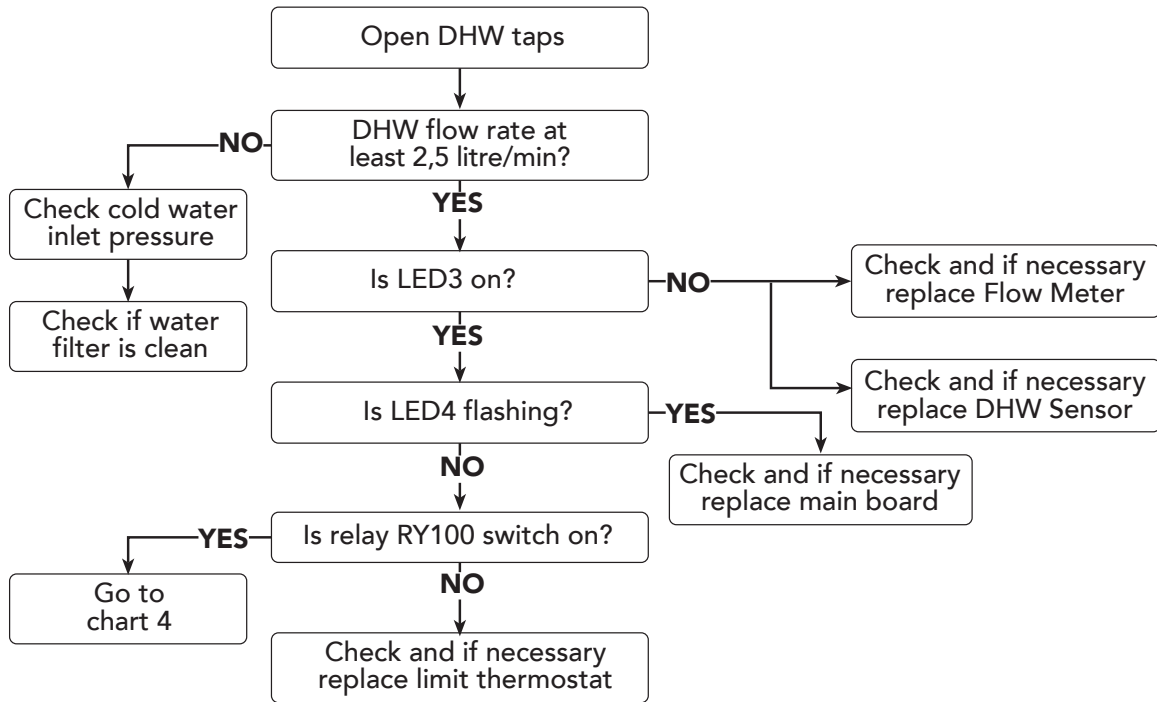 Open DHW taps
DHW flow rate at
least 2,5 litre/min?
NO
YES
Check cold water
inlet pressure
Check if water
filter is clean
Is LED3 on?
NO
Check and if necessary
replace Flow Meter
Check and if necessary
replace DHW Sensor
YES
Is LED4 flashing?
YES
Check and if necessary
replace main board
NO
Is relay RY100 switch on?
YES
Go to
chart 4
NO
Check and if necessary
replace limit thermostat